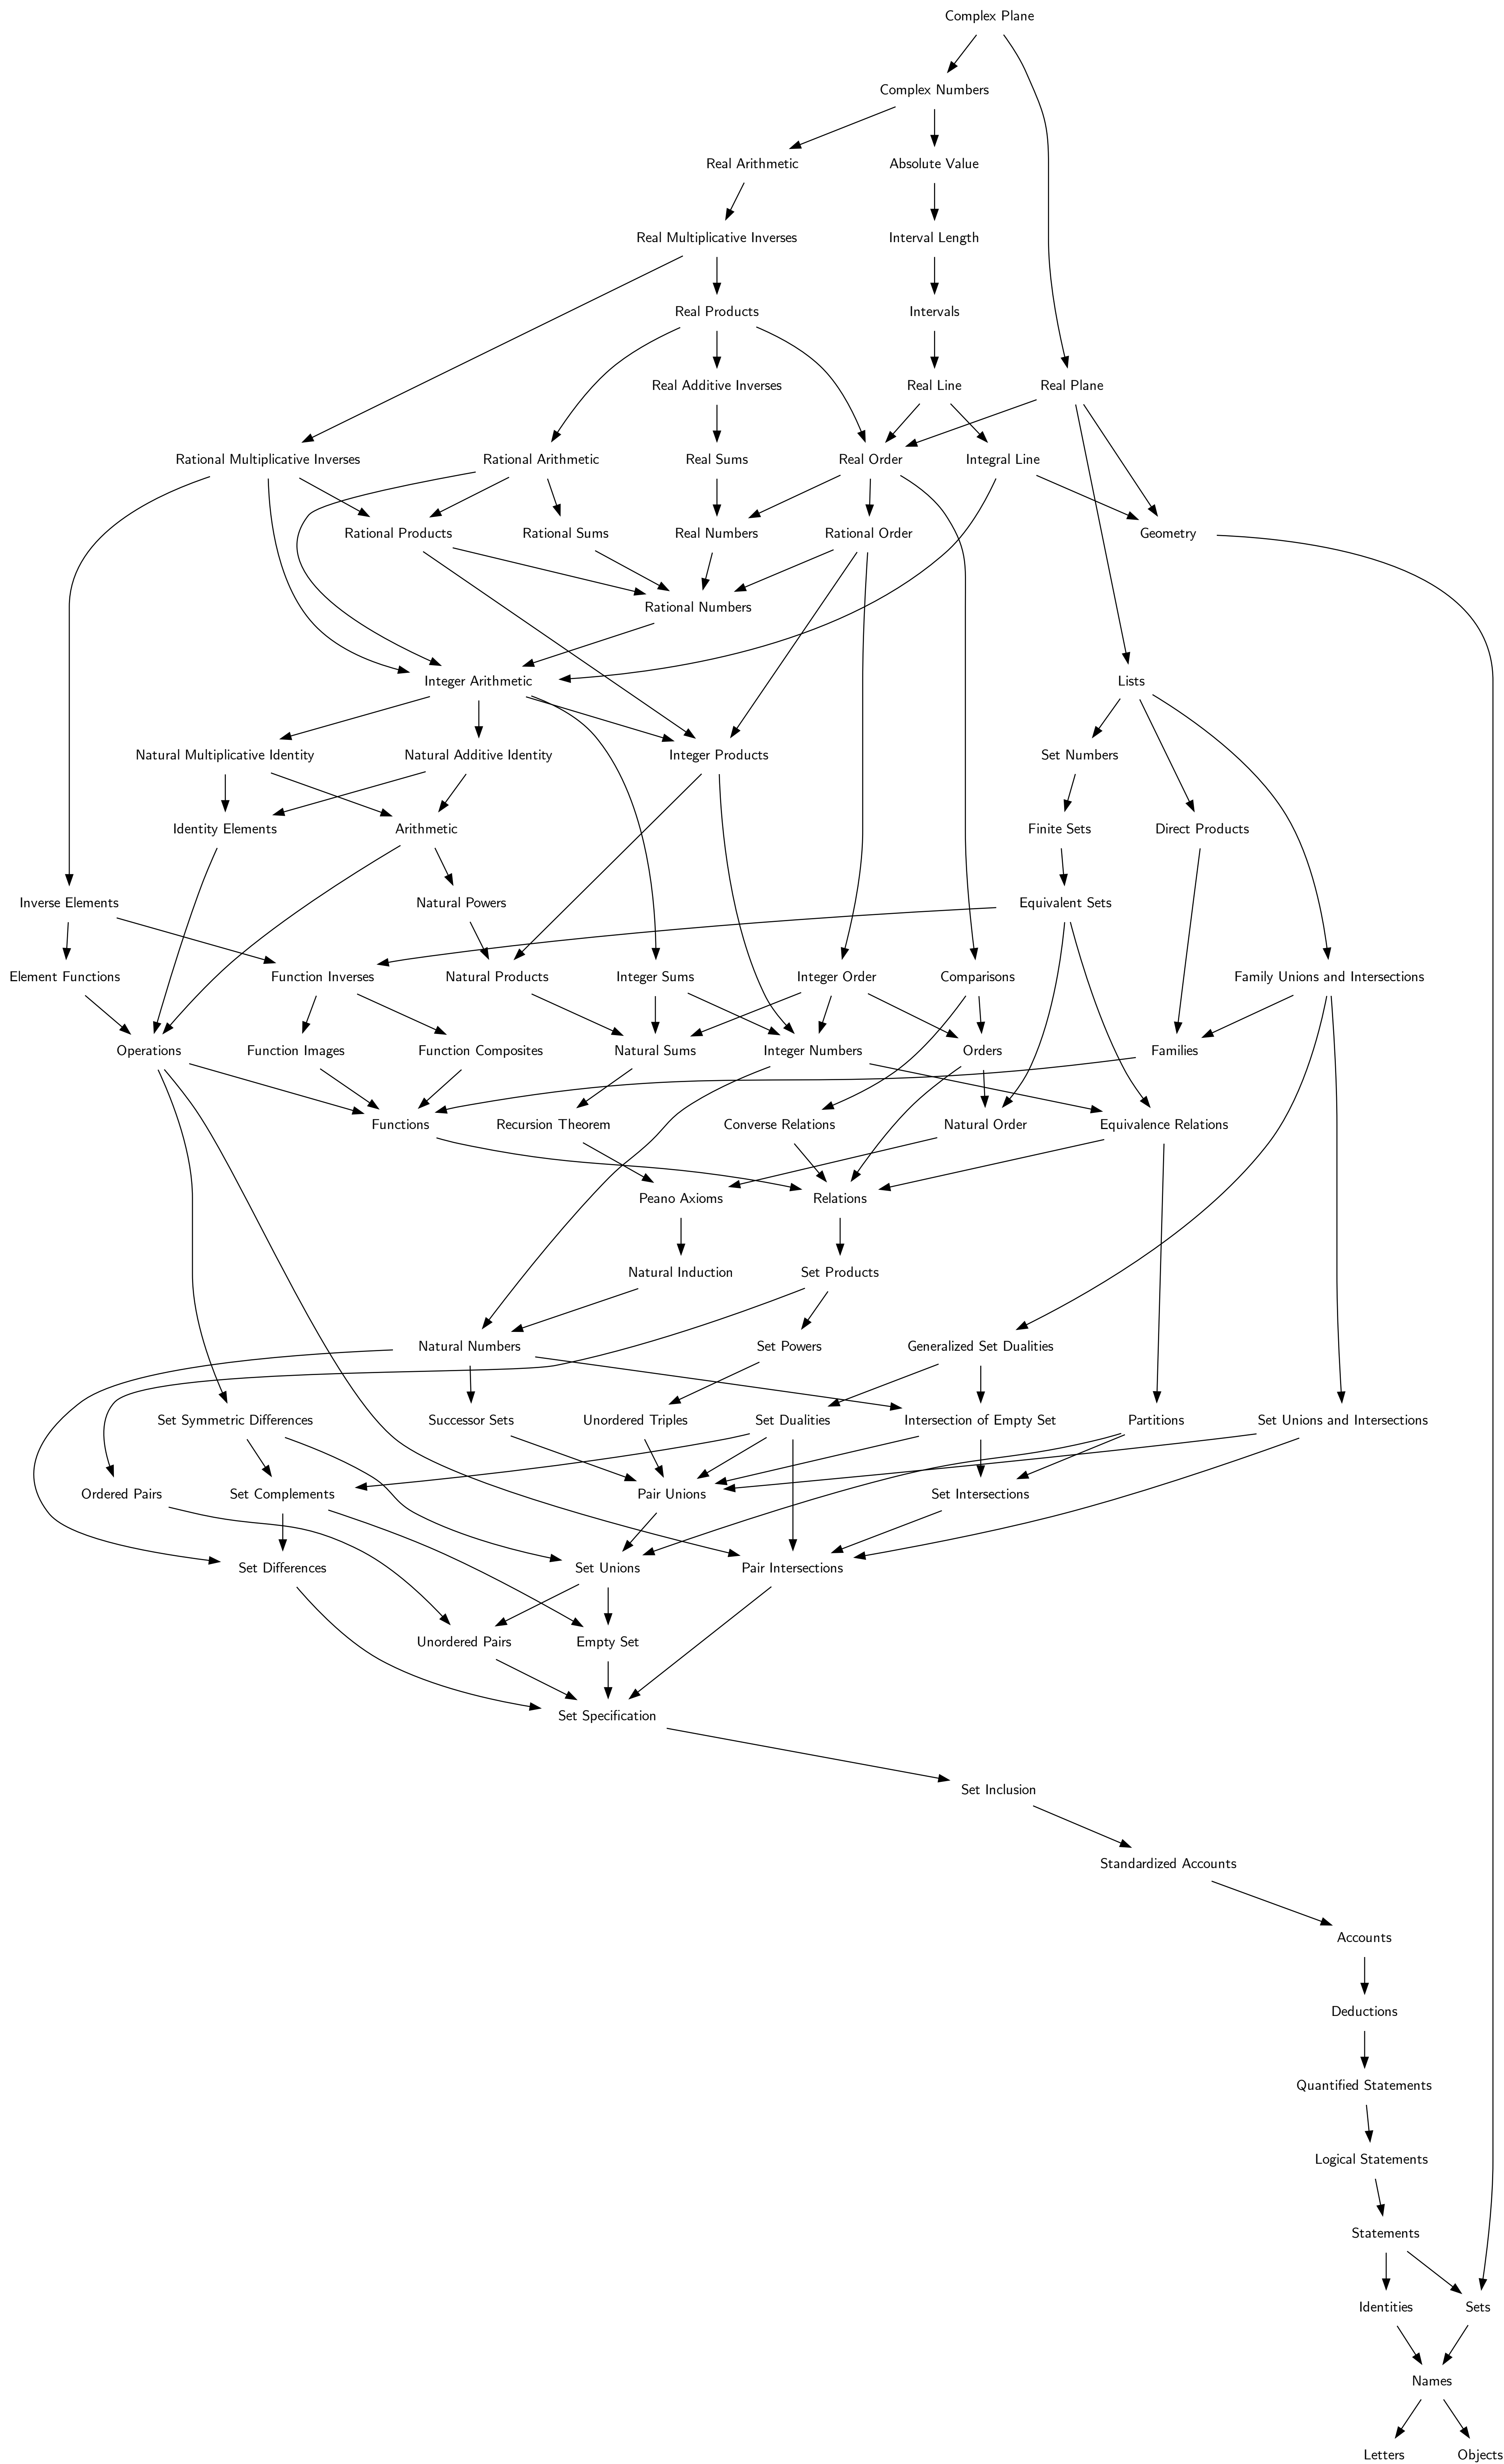 Complex Plane
Complex Numbers
Real Arithmetic
Absolute Value
Real Multiplicative Inverses
Interval Length
Real Products
Intervals
Real Additive Inverses
Real Line
Real Plane
Rational Multiplicative Inverses
Rational Arithmetic
Real Sums
Real Order
Integral Line
Rational Products
Rational Sums
Real Numbers
Rational Order
Geometry
Rational Numbers
Integer Arithmetic
Lists
Natural Multiplicative Identity
Natural Additive Identity
Integer Products
Set Numbers
Identity Elements
Arithmetic
Finite Sets
Direct Products
Inverse Elements
Natural Powers
Equivalent Sets
Element Functions
Function Inverses
Natural Products
Integer Sums
Integer Order
Comparisons
Family Unions and Intersections
Operations
Function Images
Function Composites
Natural Sums
Integer Numbers
Orders
Families
Functions
Recursion Theorem
Converse Relations
Natural Order
Equivalence Relations
Peano Axioms
Relations
Natural Induction
Set Products
Natural Numbers
Set Powers
Generalized Set Dualities
Set Symmetric Differences
Successor Sets
Unordered Triples
Set Dualities
Intersection of Empty Set
Partitions
Set Unions and Intersections
Ordered Pairs
Set Complements
Pair Unions
Set Intersections
Set Differences
Set Unions
Pair Intersections
Unordered Pairs
Empty Set
Set Specification
Set Inclusion
Standardized Accounts
Accounts
Deductions
Quantified Statements
Logical Statements
Statements
Identities
Sets
Names
Letters
Objects